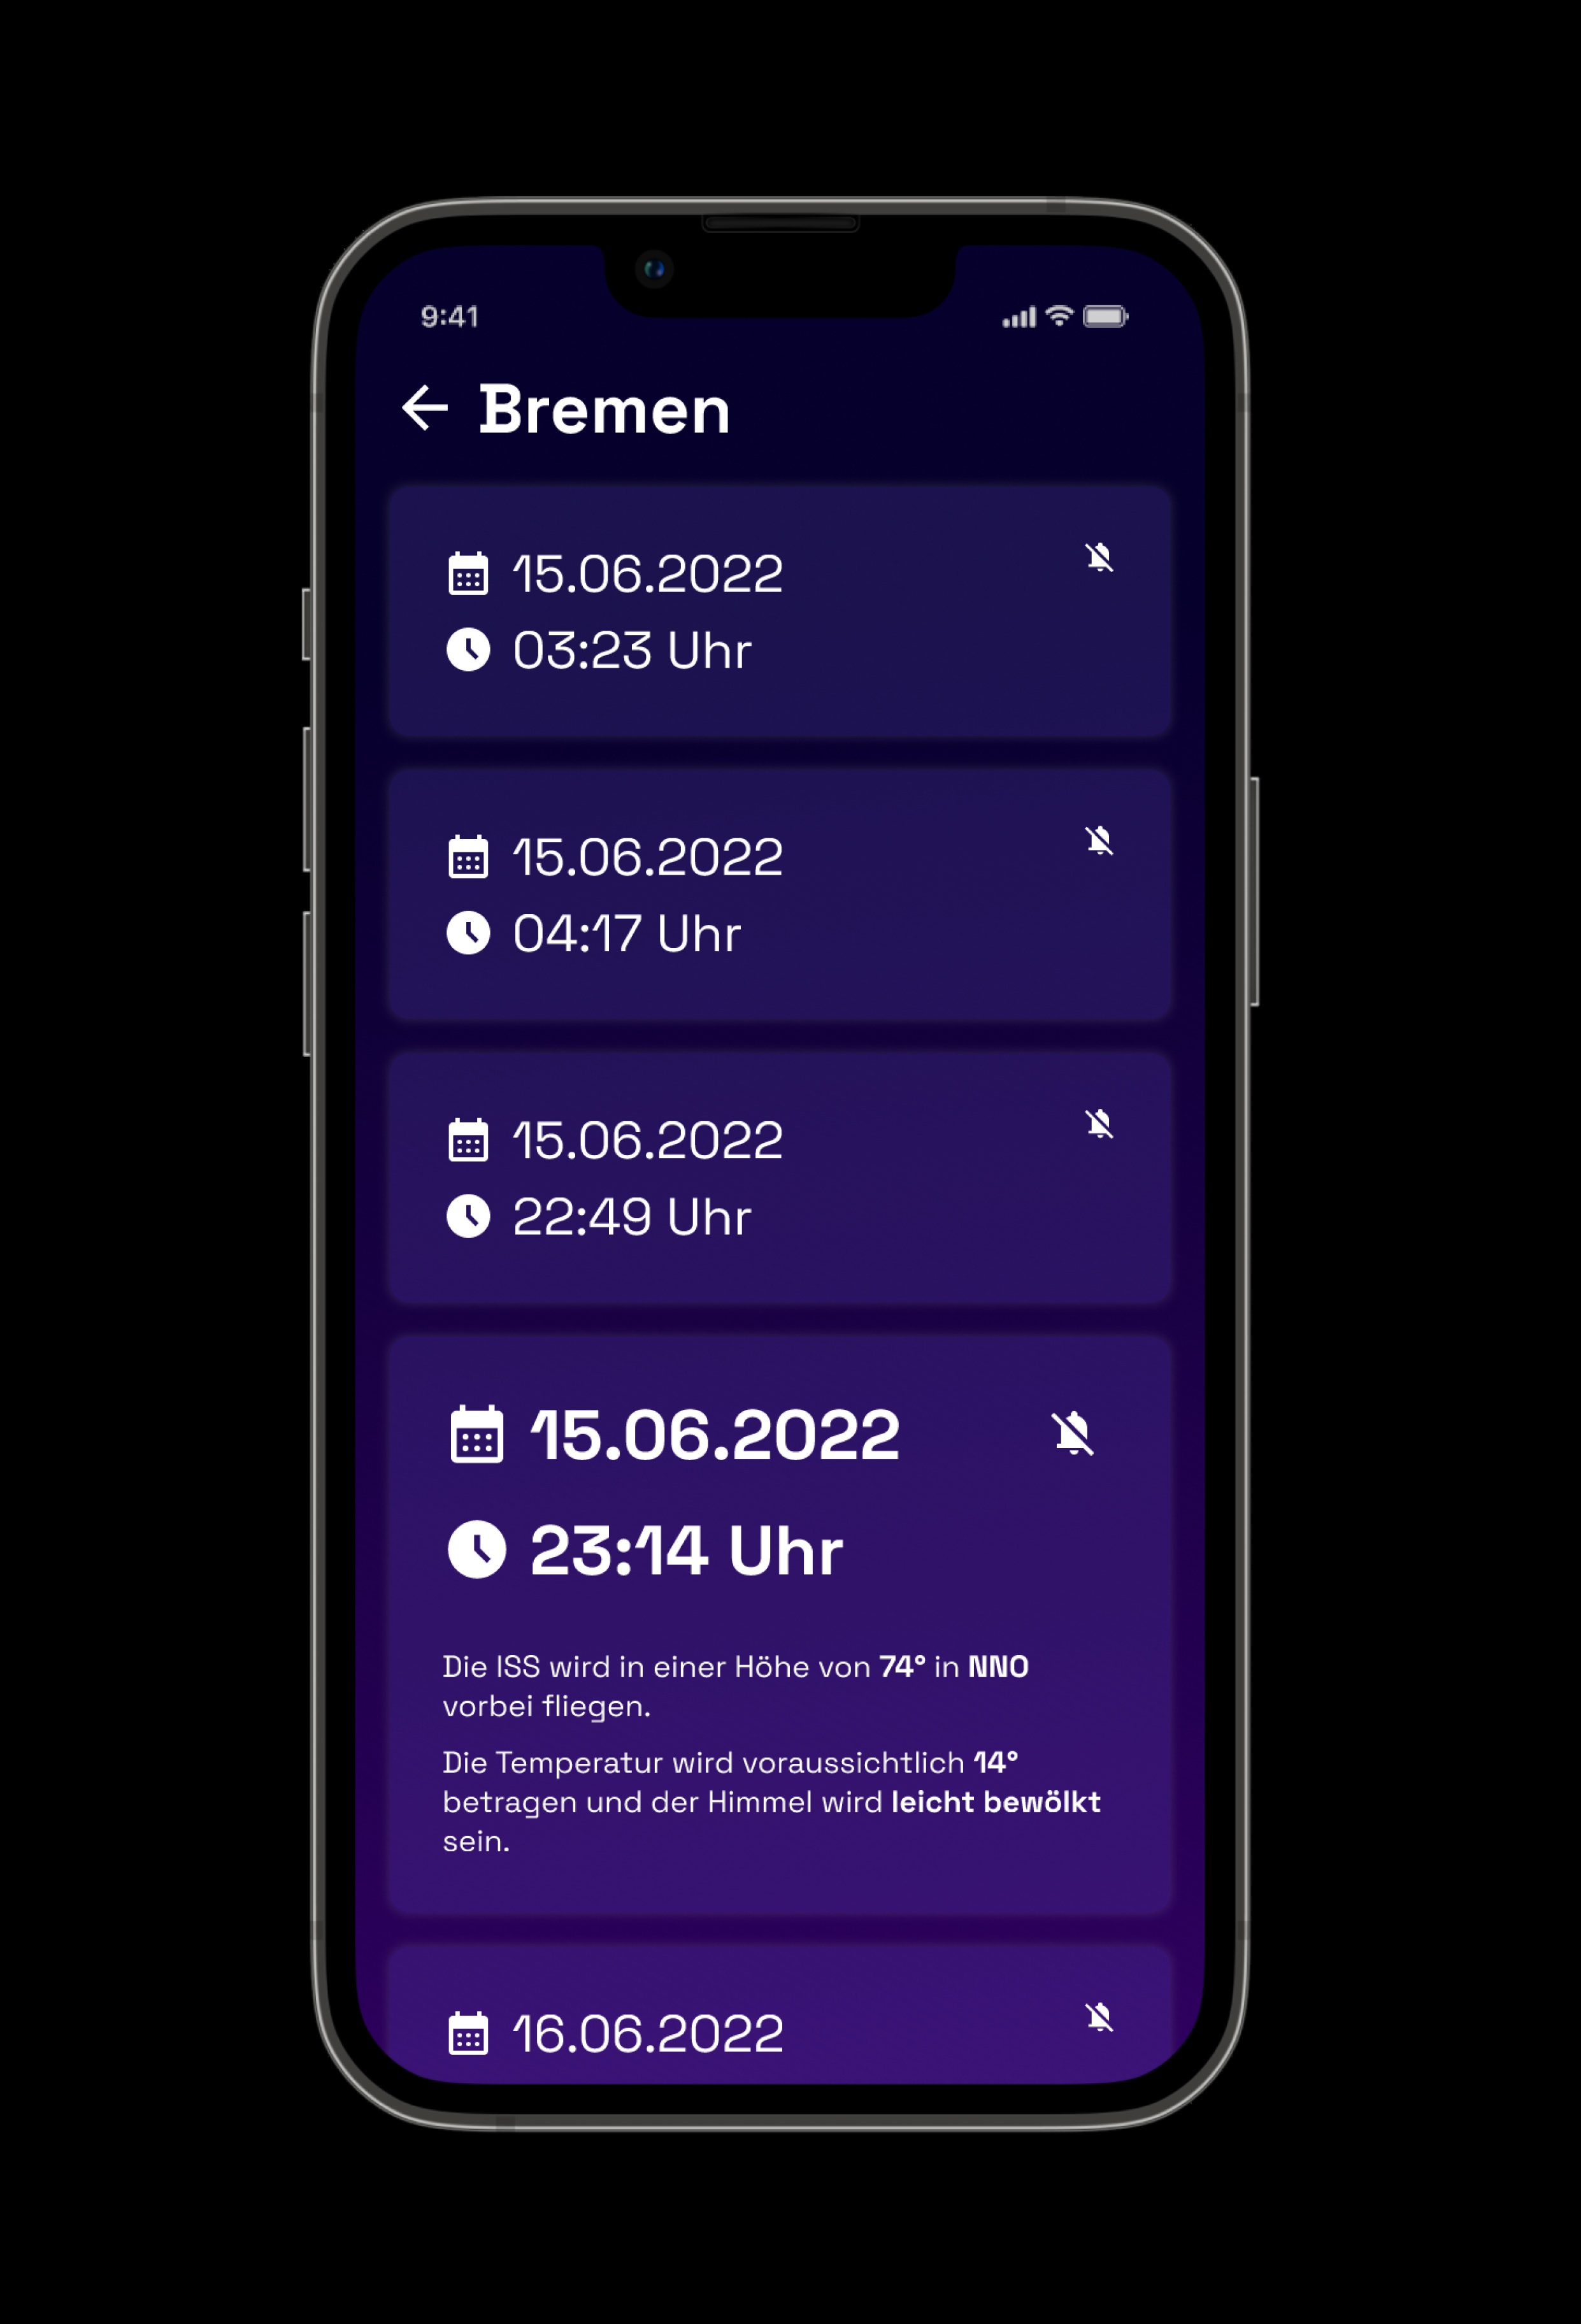 9:41
Bremen
15.06.2022
03:23 Uhr
15.06.2022
04:17 Uhr
15.06.2022
22:49 Uhr
15.06.2022
23:14 Uhr
Die ISS wird in einer Höhe von 74° in NNO
vorbei fliegen.
Die Temperatur wird voraussichtlich 14°
betragen und der Himmel wird leicht bewölkt
sein.
16.06.2022